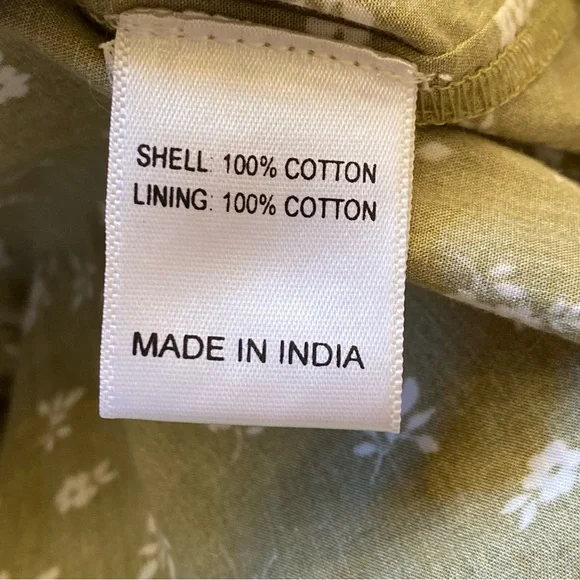 SHELL: 100% COTTON
LINING: 100% COTTON
MADE IN INDIA